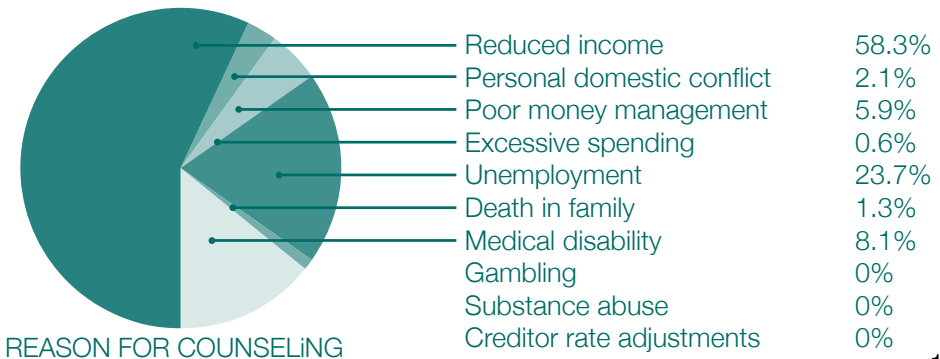 Reduced income 58.3%
Personal domestic conflict 2.1%
Poor money management 5.9%
Excessive spending 0.6%
Unemployment 23.7%
Death in family 1.3%
Medical disability 8.1%
Gambling 0%
Substance abuse 0%
Creditor rate adjustments 0%
REASON FOR COUNSELiNG